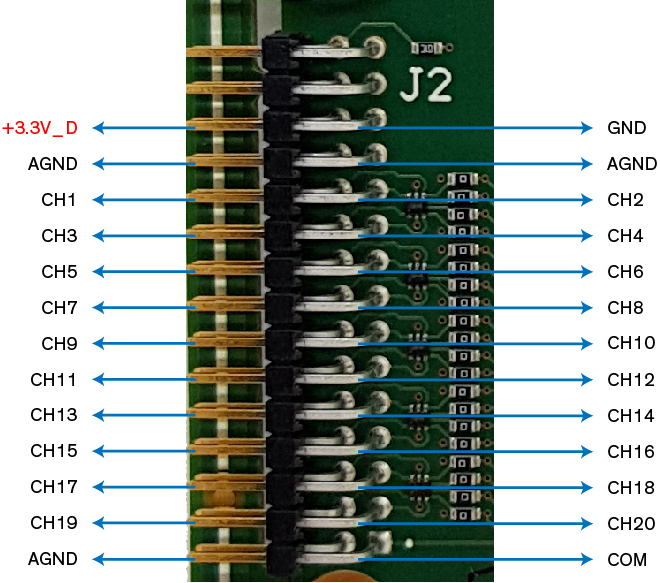 J2
+3.3V_D GND
AGND AGND
CH1 CH2
CH3 CH4
CH5 CH6
CH7 CH8
CH9 CH10
CH11 CH12
CH13 CH14
CH15 CH16
CH17 CH18
CH19 CH20
AGND COM